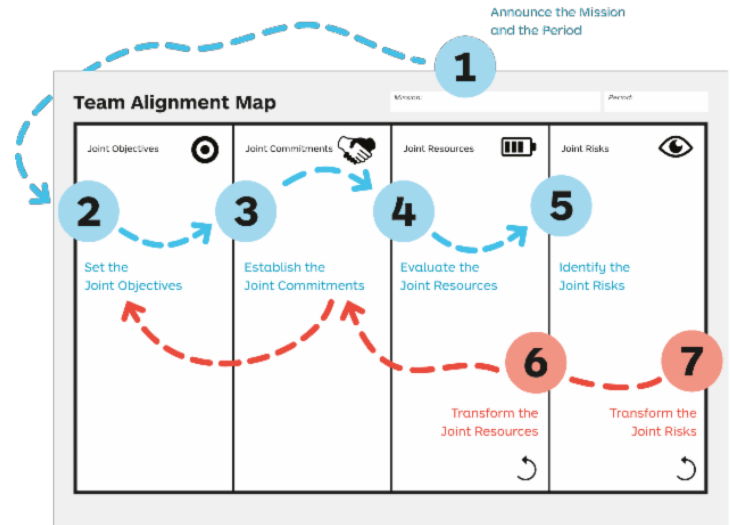 Announce the Mission
and the Period
1
Team Alignment Map
Mission:
Period:
Joint Objectives
Joint Commitments
Joint Resources
Joint Risks
2
3
4
5
Set the
Joint Objectives
Establish the
Joint Commitments
Evaluate the
Joint Resources
Identify the
Joint Risks
6
7
Transform the
Joint Resources
Transform the
Joint Risks